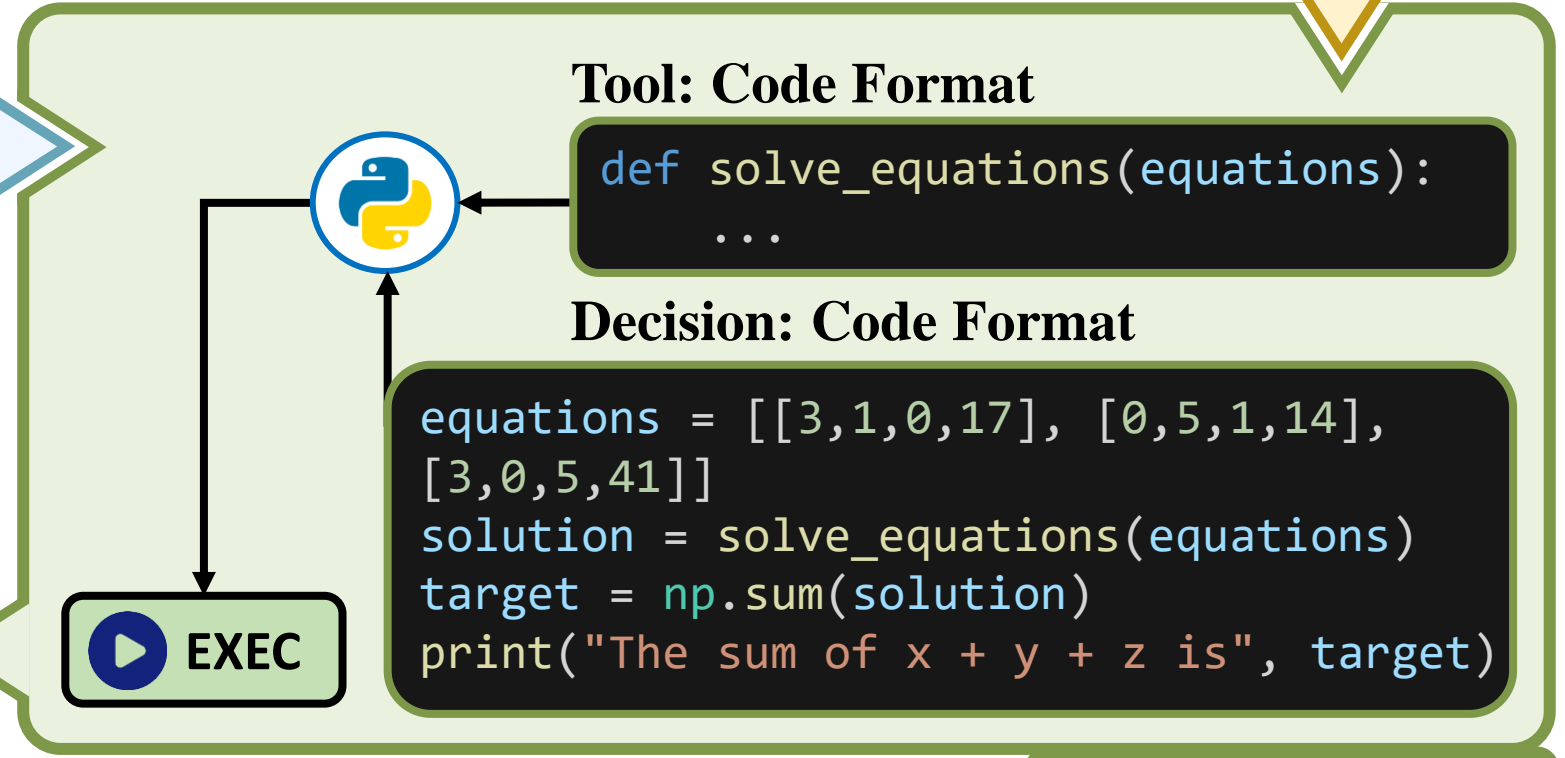 Tool: Code Format
def solve_equations(equations):
...
Decision: Code Format
equations = [[3,1,0,17], [0,5,1,14],
[3,0,5,41]]
solution = solve_equations(equations)
target = np.sum(solution)
print("The sum of x + y + z is", target)
EXEC